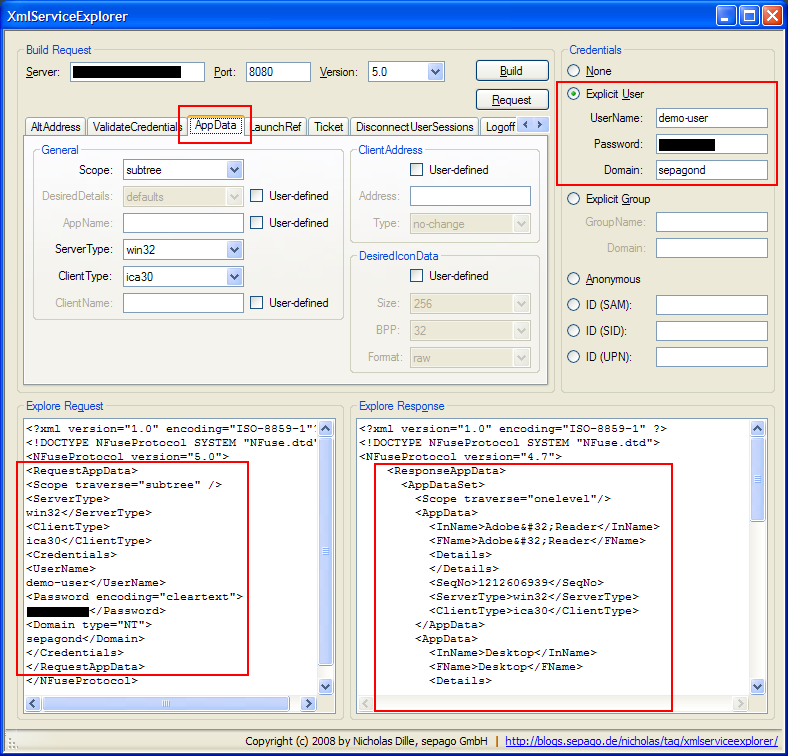 XmlServiceExplorer
Build Request
Server: Port: 8080 Version: 5.0 Build
Request
AltAddress ValidateCredentials AppData LaunchRef Ticket DisconnectUserSessions Logoff
General
Scope: subtree
DesiredDetails: defaults User-defined
AppName: User-defined
ServerType: win32
ClientType: ica30
ClientName: User-defined
ClientAddress
User-defined
Address:
Type: no-change
DesiredIconData
User-defined
Size: 256
BPP: 32
Format: raw
Credentials
None
Explicit User
UserName: demo-user
Password:
Domain: sepagond
Explicit Group
GroupName:
Domain:
Anonymous
ID (SAM):
ID (SID):
ID (UPN):
Explore Request
<?xml version="1.0" encoding="ISO-8859-1"?
<!DOCTYPE NFuseProtocol SYSTEM "NFuse.dtd"
<NFuseProtocol version="5.0">
<RequestAppData>
<Scope traverse="subtree" />
<ServerType>
win32</ServerType>
<ClientType>
ica30</ClientType>
<Credentials>
<UserName>
demo-user</UserName>
<Password encoding="cleartext">
</Password>
<Domain type="NT">
sepagond</Domain>
</Credentials>
</RequestAppData>
</NFuseProtocol>
Explore Response
<?xml version="1.0" encoding="ISO-8859-1" ?>
<!DOCTYPE NFuseProtocol SYSTEM "NFuse.dtd">
<NFuseProtocol version="4.7">
<ResponseAppData>
<AppDataSet>
<Scope traverse="onelevel"/>
<AppData>
<InName>Adobe&#32;Reader</InName>
<FName>Adobe&#32;Reader</FName>
<Details>
</Details>
<SeqNo>1212606939</SeqNo>
<ServerType>win32</ServerType>
<ClientType>ica30</ClientType>
</AppData>
<AppData>
<InName>Desktop</InName>
<FName>Desktop</FName>
<Details>
Copyright (c) 2008 by Nicholas Dille, sepago GmbH | http://blogs.sepago.de/nicholas/tag/xmlserviceexplorer/